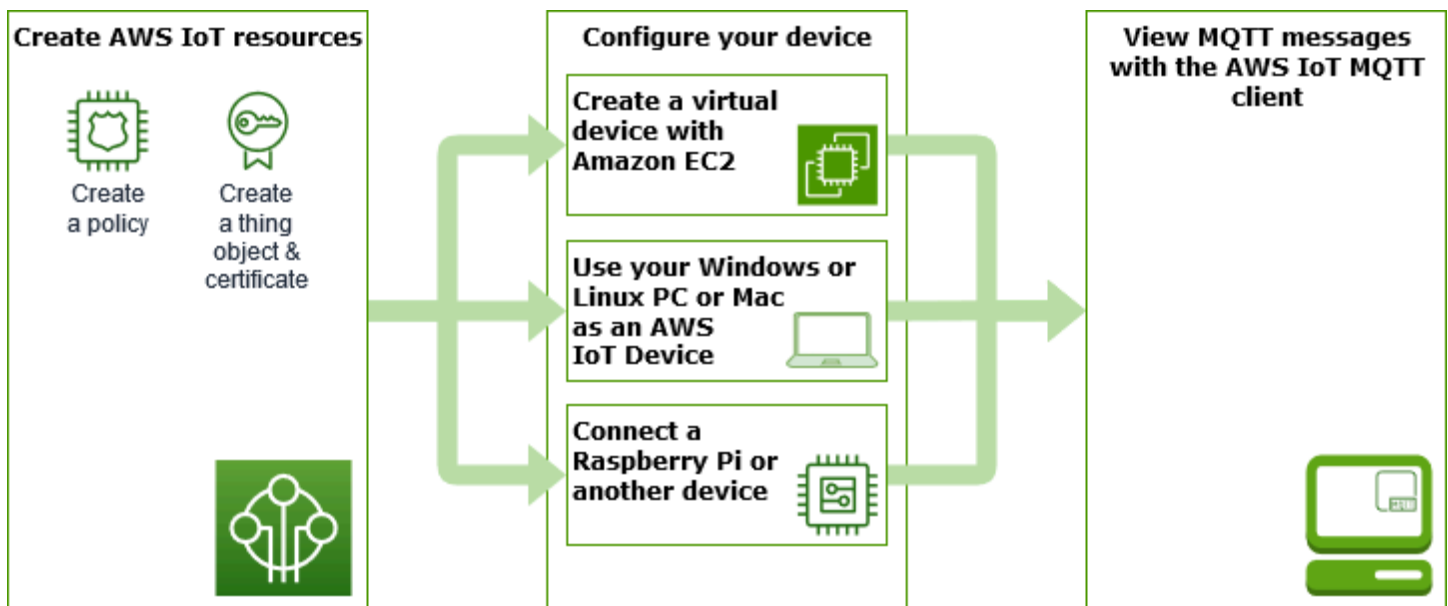 Create AWS IoT resources
Create
a policy
Create
a thing
object &
certificate
Configure your device
Create a virtual
device with
Amazon EC2
Use your Windows or
Linux PC or Mac
as an AWS
IoT Device
Connect a
Raspberry Pi or
another device
View MQTT messages
with the AWS IoT MQTT
client
MQTT